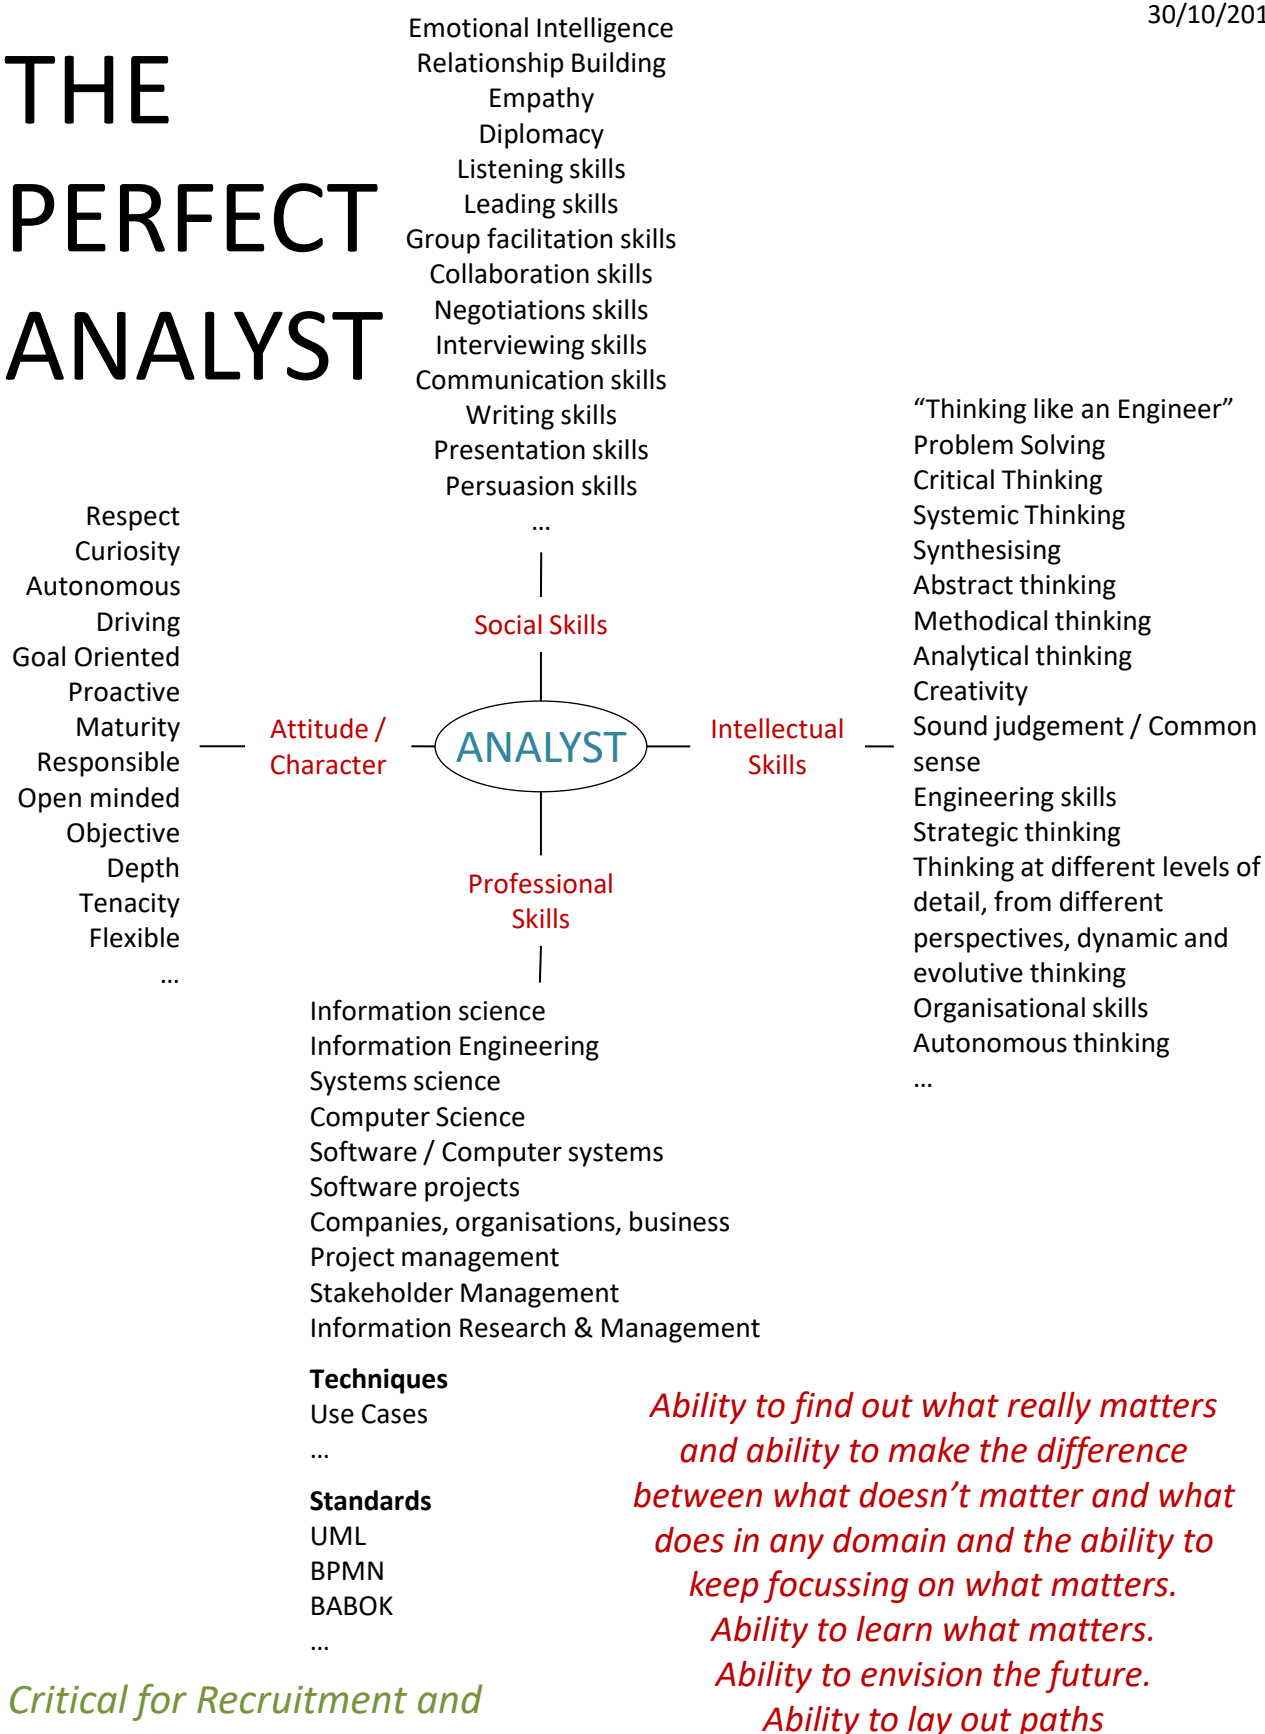 30/10/201
THE
PERFECT
ANALYST
Emotional Intelligence
Relationship Building
Empathy
Diplomacy
Listening skills
Leading skills
Group facilitation skills
Collaboration skills
Negotiations skills
Interviewing skills
Communication skills
Writing skills
Presentation skills
Persuasion skills
…
Social Skills
Respect
Curiosity
Autonomous
Driving
Goal Oriented
Proactive
Maturity
Responsible
Open minded
Objective
Depth
Tenacity
Flexible
…
Attitude /
Character
ANALYST
Intellectual
Skills
“Thinking like an Engineer”
Problem Solving
Critical Thinking
Systemic Thinking
Synthesising
Abstract thinking
Methodical thinking
Analytical thinking
Creativity
Sound judgement / Common
sense
Engineering skills
Strategic thinking
Thinking at different levels of
detail, from different
perspectives, dynamic and
evolutive thinking
Organisational skills
Autonomous thinking
…
Professional
Skills
Information science
Information Engineering
Systems science
Computer Science
Software / Computer systems
Software projects
Companies, organisations, business
Project management
Stakeholder Management
Information Research & Management
Techniques
Use Cases
…
Standards
UML
BPMN
BABOK
…
Ability to find out what really matters
and ability to make the difference
between what doesn’t matter and what
does in any domain and the ability to
keep focussing on what matters.
Ability to learn what matters.
Ability to envision the future.
Ability to lay out paths
Critical for Recruitment and